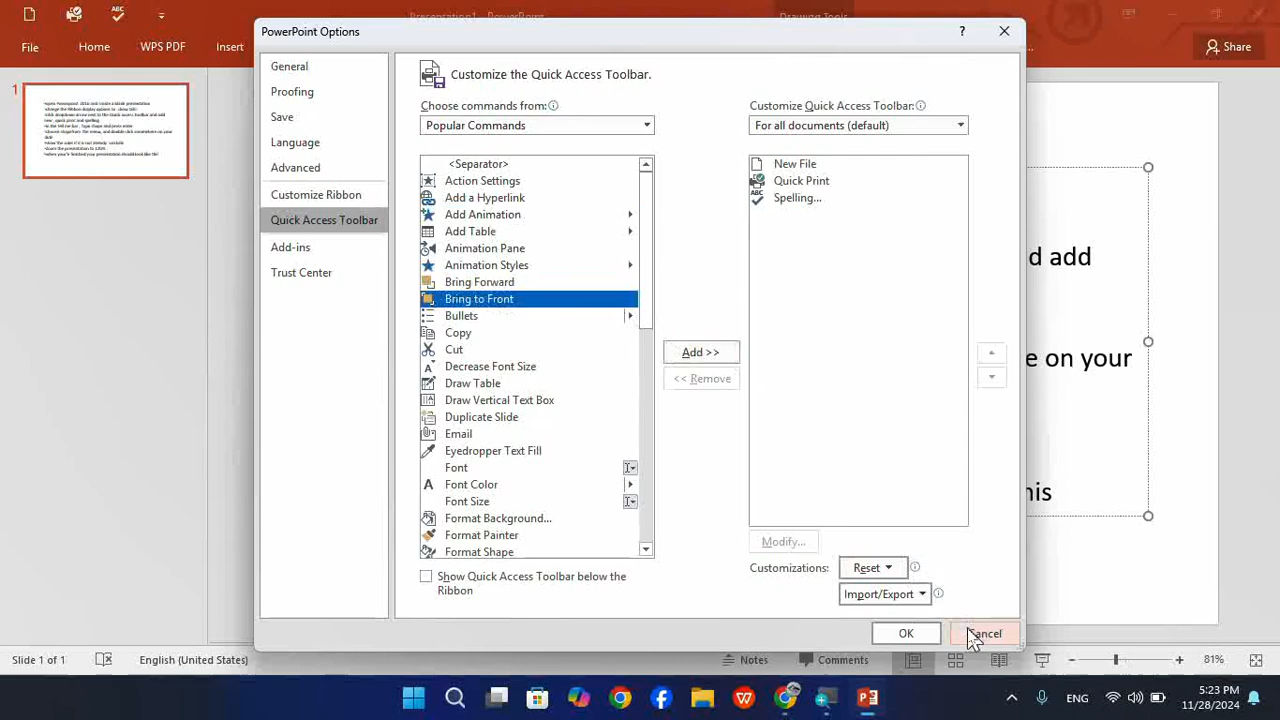 Presentation1 - PowerPoint
Drawing Tools
PowerPoint Options
?
File
Home
WPS PDF
Insert
Share
General
Proofing
Save
Language
Advanced
Customize Ribbon
Quick Access Toolbar
Add-ins
Trust Center
Customize the Quick Access Toolbar.
Choose commands from:
Popular Commands
<Separator>
Action Settings
Add a Hyperlink
Add Animation
Add Table
Animation Pane
Animation Styles
Bring Forward
Bring to Front
Bullets
Copy
Cut
Decrease Font Size
Draw Table
Draw Vertical Text Box
Duplicate Slide
Email
Eyedropper Text Fill
Font
Font Color
Font Size
Format Background...
Format Painter
Format Shape
Show Quick Access Toolbar below the
Ribbon
Add >>
<< Remove
Customize Quick Access Toolbar:
For all documents (default)
New File
Quick Print
Spelling...
Modify...
Customizations:
Reset
Import/Export
OK
Cancel
1
d add
e on your
his
Slide 1 of 1
English (United States)
Notes
Comments
81%
ENG
5:23 PM
11/28/2024